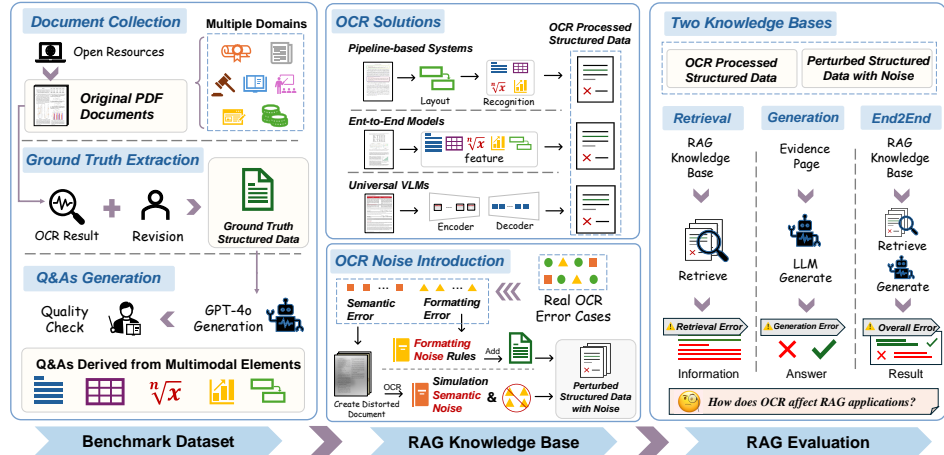 Document Collection
Open Resources
Multiple Domains
Original PDF
Documents
Ground Truth Extraction
OCR Result
Revision
Ground Truth
Structured Data
Q&As Generation
Quality
Check
GPT-4o
Generation
Q&As Derived from Multimodal Elements
n√x
Benchmark Dataset
OCR Solutions
OCR Processed
Structured Data
Pipeline-based Systems
Layout
n√x
Recognition
Ent-to-End Models
n√x
feature
Universal VLMs
Encoder
Decoder
OCR Noise Introduction
Semantic
Error
Formatting
Error
Real OCR
Error Cases
Formatting
Noise Rules
Add
Create Distorted
Document
OCR
Simulation
Semantic
Noise
&
Perturbed
Structured Data
with Noise
RAG Knowledge Base
Two Knowledge Bases
OCR Processed
Structured Data
Perturbed Structured
Data with Noise
Retrieval
RAG
Knowledge
Base
Retrieve
Retrieval Error
Information
Generation
Evidence
Page
LLM
Generate
Generation Error
Answer
End2End
RAG
Knowledge
Base
Retrieve
Generate
Overall Error
Result
How does OCR affect RAG applications?
RAG Evaluation